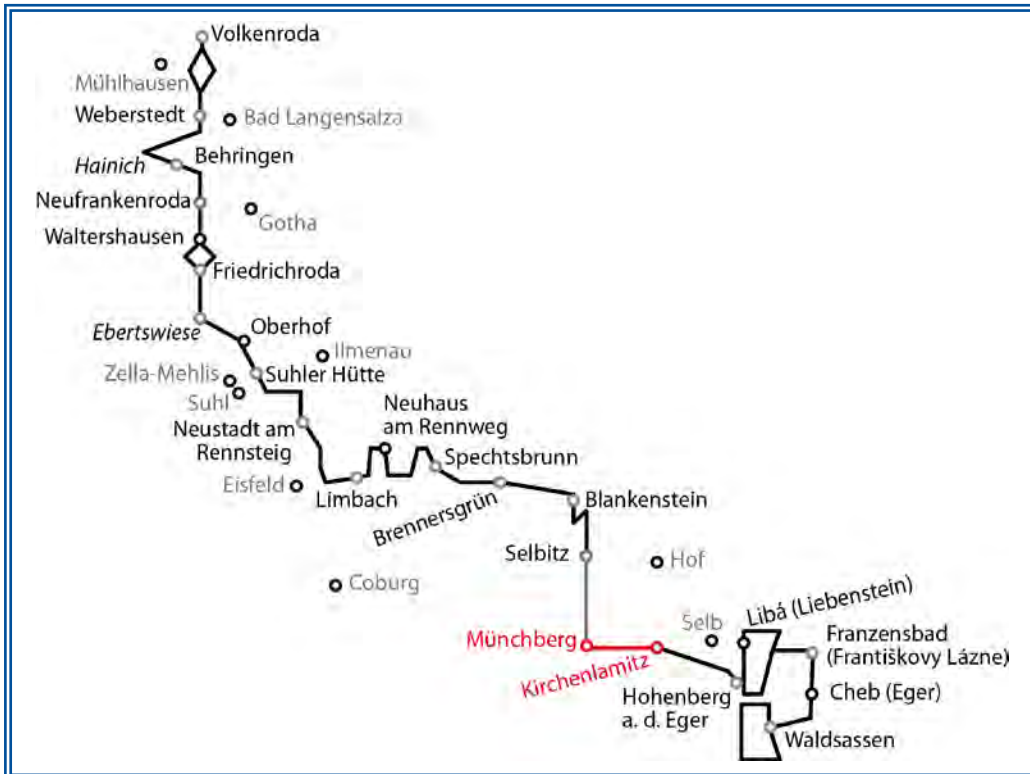 Volkenroda
Mühlhausen
Weberstedt
Bad Langensalza
Hainich
Behringen
Neufrankenroda
Gotha
Waltershausen
Friedrichroda
Ebertswiese
Oberhof
Ilmenau
Zella-Mehlis
Suhler Hütte
Suhl
Neuhaus
am Rennweg
Neustadt am
Rennsteig
Spechtsbrunn
Eisfeld
Limbach
Brennersgrün
Blankenstein
Selbitz
Hof
Coburg
Libá (Liebenstein)
Selb
Münchberg
Kirchenlamitz
Franzensbad
(Františkovy Lázne)
Hohenberg
a. d. Eger
Cheb (Eger)
Waldsassen